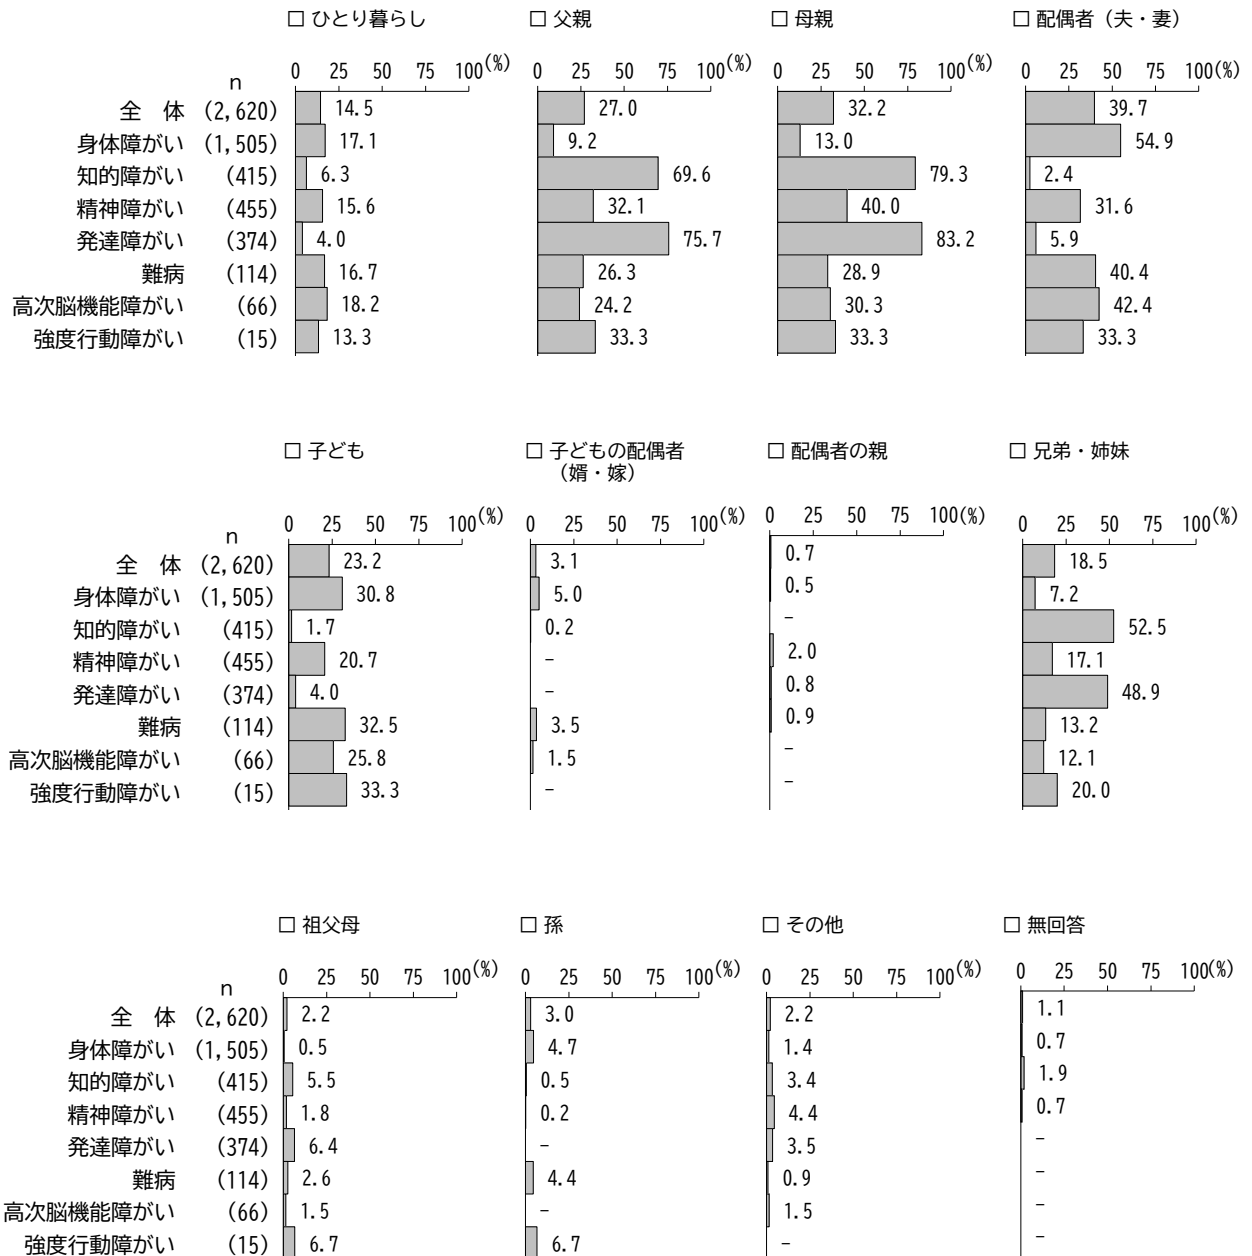 □ ひとり暮らし □ 父親 □ 母親 □ 配偶者（夫・妻）
0 25 50 75 100(%) 0 25 50 75 100(%) 0 25 50 75 100(%) 0 25 50 75 100(%)
n
全　体 (2,620) 14.5 27.0 32.2 39.7
身体障がい (1,505) 17.1 9.2 13.0 54.9
知的障がい (415) 6.3 69.6 79.3 2.4
精神障がい (455) 15.6 32.1 40.0 31.6
発達障がい (374) 4.0 75.7 83.2 5.9
難病 (114) 16.7 26.3 28.9 40.4
高次脳機能障がい (66) 18.2 24.2 30.3 42.4
強度行動障がい (15) 13.3 33.3 33.3 33.3
□ 子ども □ 子どもの配偶者 □ 配偶者の親 □ 兄弟・姉妹
（婿・嫁）
0 25 50 75 100(%) 0 25 50 75 100(%) 0 25 50 75 100(%) 0 25 50 75 100(%)
n
全　体 (2,620) 23.2 3.1 0.7 18.5
身体障がい (1,505) 30.8 5.0 0.5 7.2
知的障がい (415) 1.7 0.2 - 52.5
精神障がい (455) 20.7 - 2.0 17.1
発達障がい (374) 4.0 - 0.8 48.9
難病 (114) 32.5 3.5 0.9 13.2
高次脳機能障がい (66) 25.8 1.5 - 12.1
強度行動障がい (15) 33.3 - - 20.0
□ 祖父母 □ 孫 □ その他 □ 無回答
0 25 50 75 100(%) 0 25 50 75 100(%) 0 25 50 75 100(%) 0 25 50 75 100(%)
n
全　体 (2,620) 2.2 3.0 2.2 1.1
身体障がい (1,505) 0.5 4.7 1.4 0.7
知的障がい (415) 5.5 0.5 3.4 1.9
精神障がい (455) 1.8 0.2 4.4 0.7
発達障がい (374) 6.4 - 3.5 -
難病 (114) 2.6 4.4 0.9 -
高次脳機能障がい (66) 1.5 - 1.5 -
強度行動障がい (15) 6.7 6.7 - -